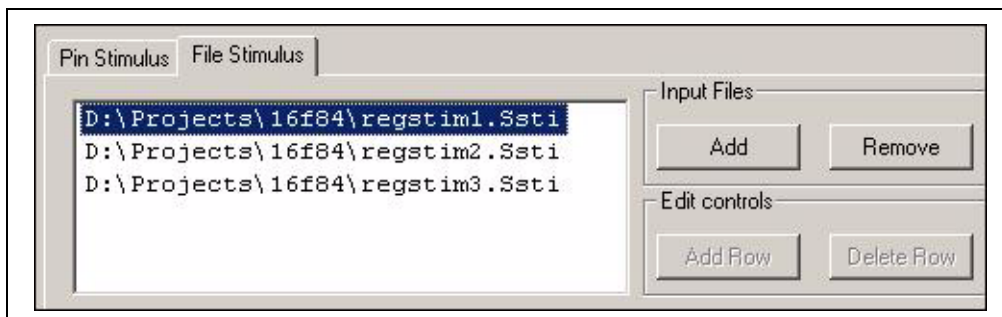 Pin Stimulus File Stimulus
D:\Projects\16f84\regstim1.Ssti
D:\Projects\16f84\regstim2.Ssti
D:\Projects\16f84\regstim3.Ssti
Input Files
Add Remove
Edit controls
Add Row Delete Row